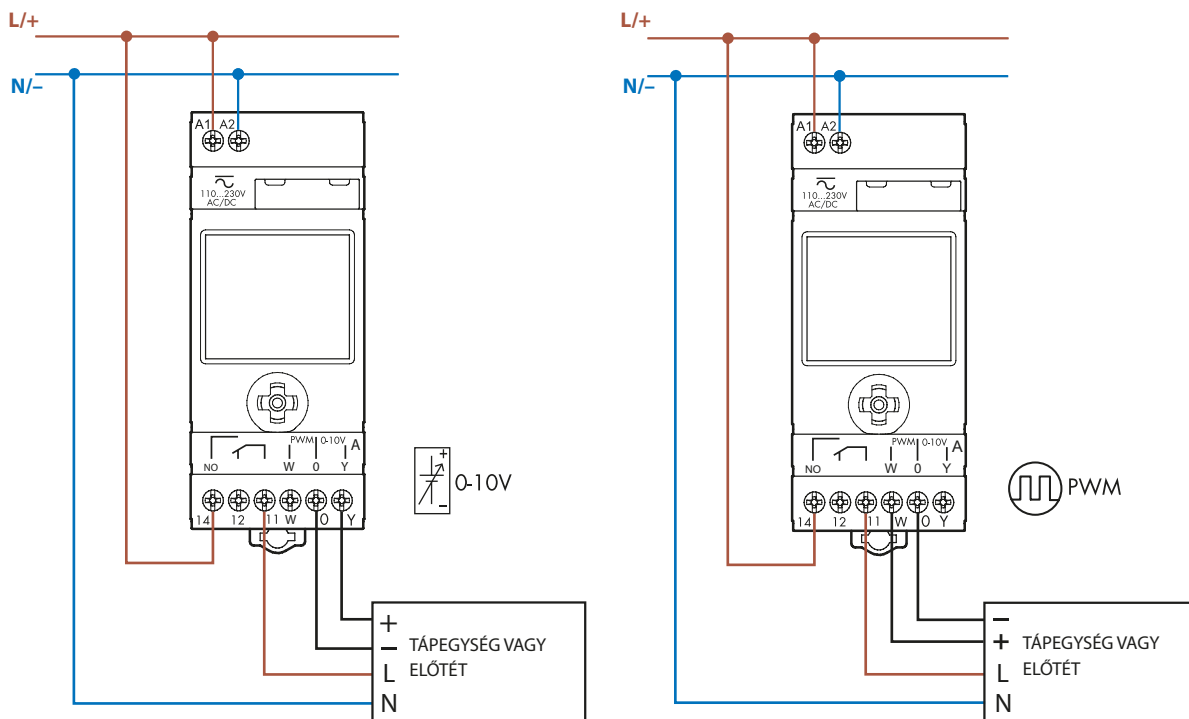 L/+
N/–
A1 A2
110...230V
AC/DC
PWM 0-10V A
NO W 0 Y
14 12 11 W 0 Y
0-10V
+
–
L
N
TÁPEGYSÉG VAGY
ELŐTÉT
L/+
N/–
A1 A2
110...230V
AC/DC
PWM 0-10V A
NO W 0 Y
14 12 11 W 0 Y
PWM
–
+
L
N
TÁPEGYSÉG VAGY
ELŐTÉT